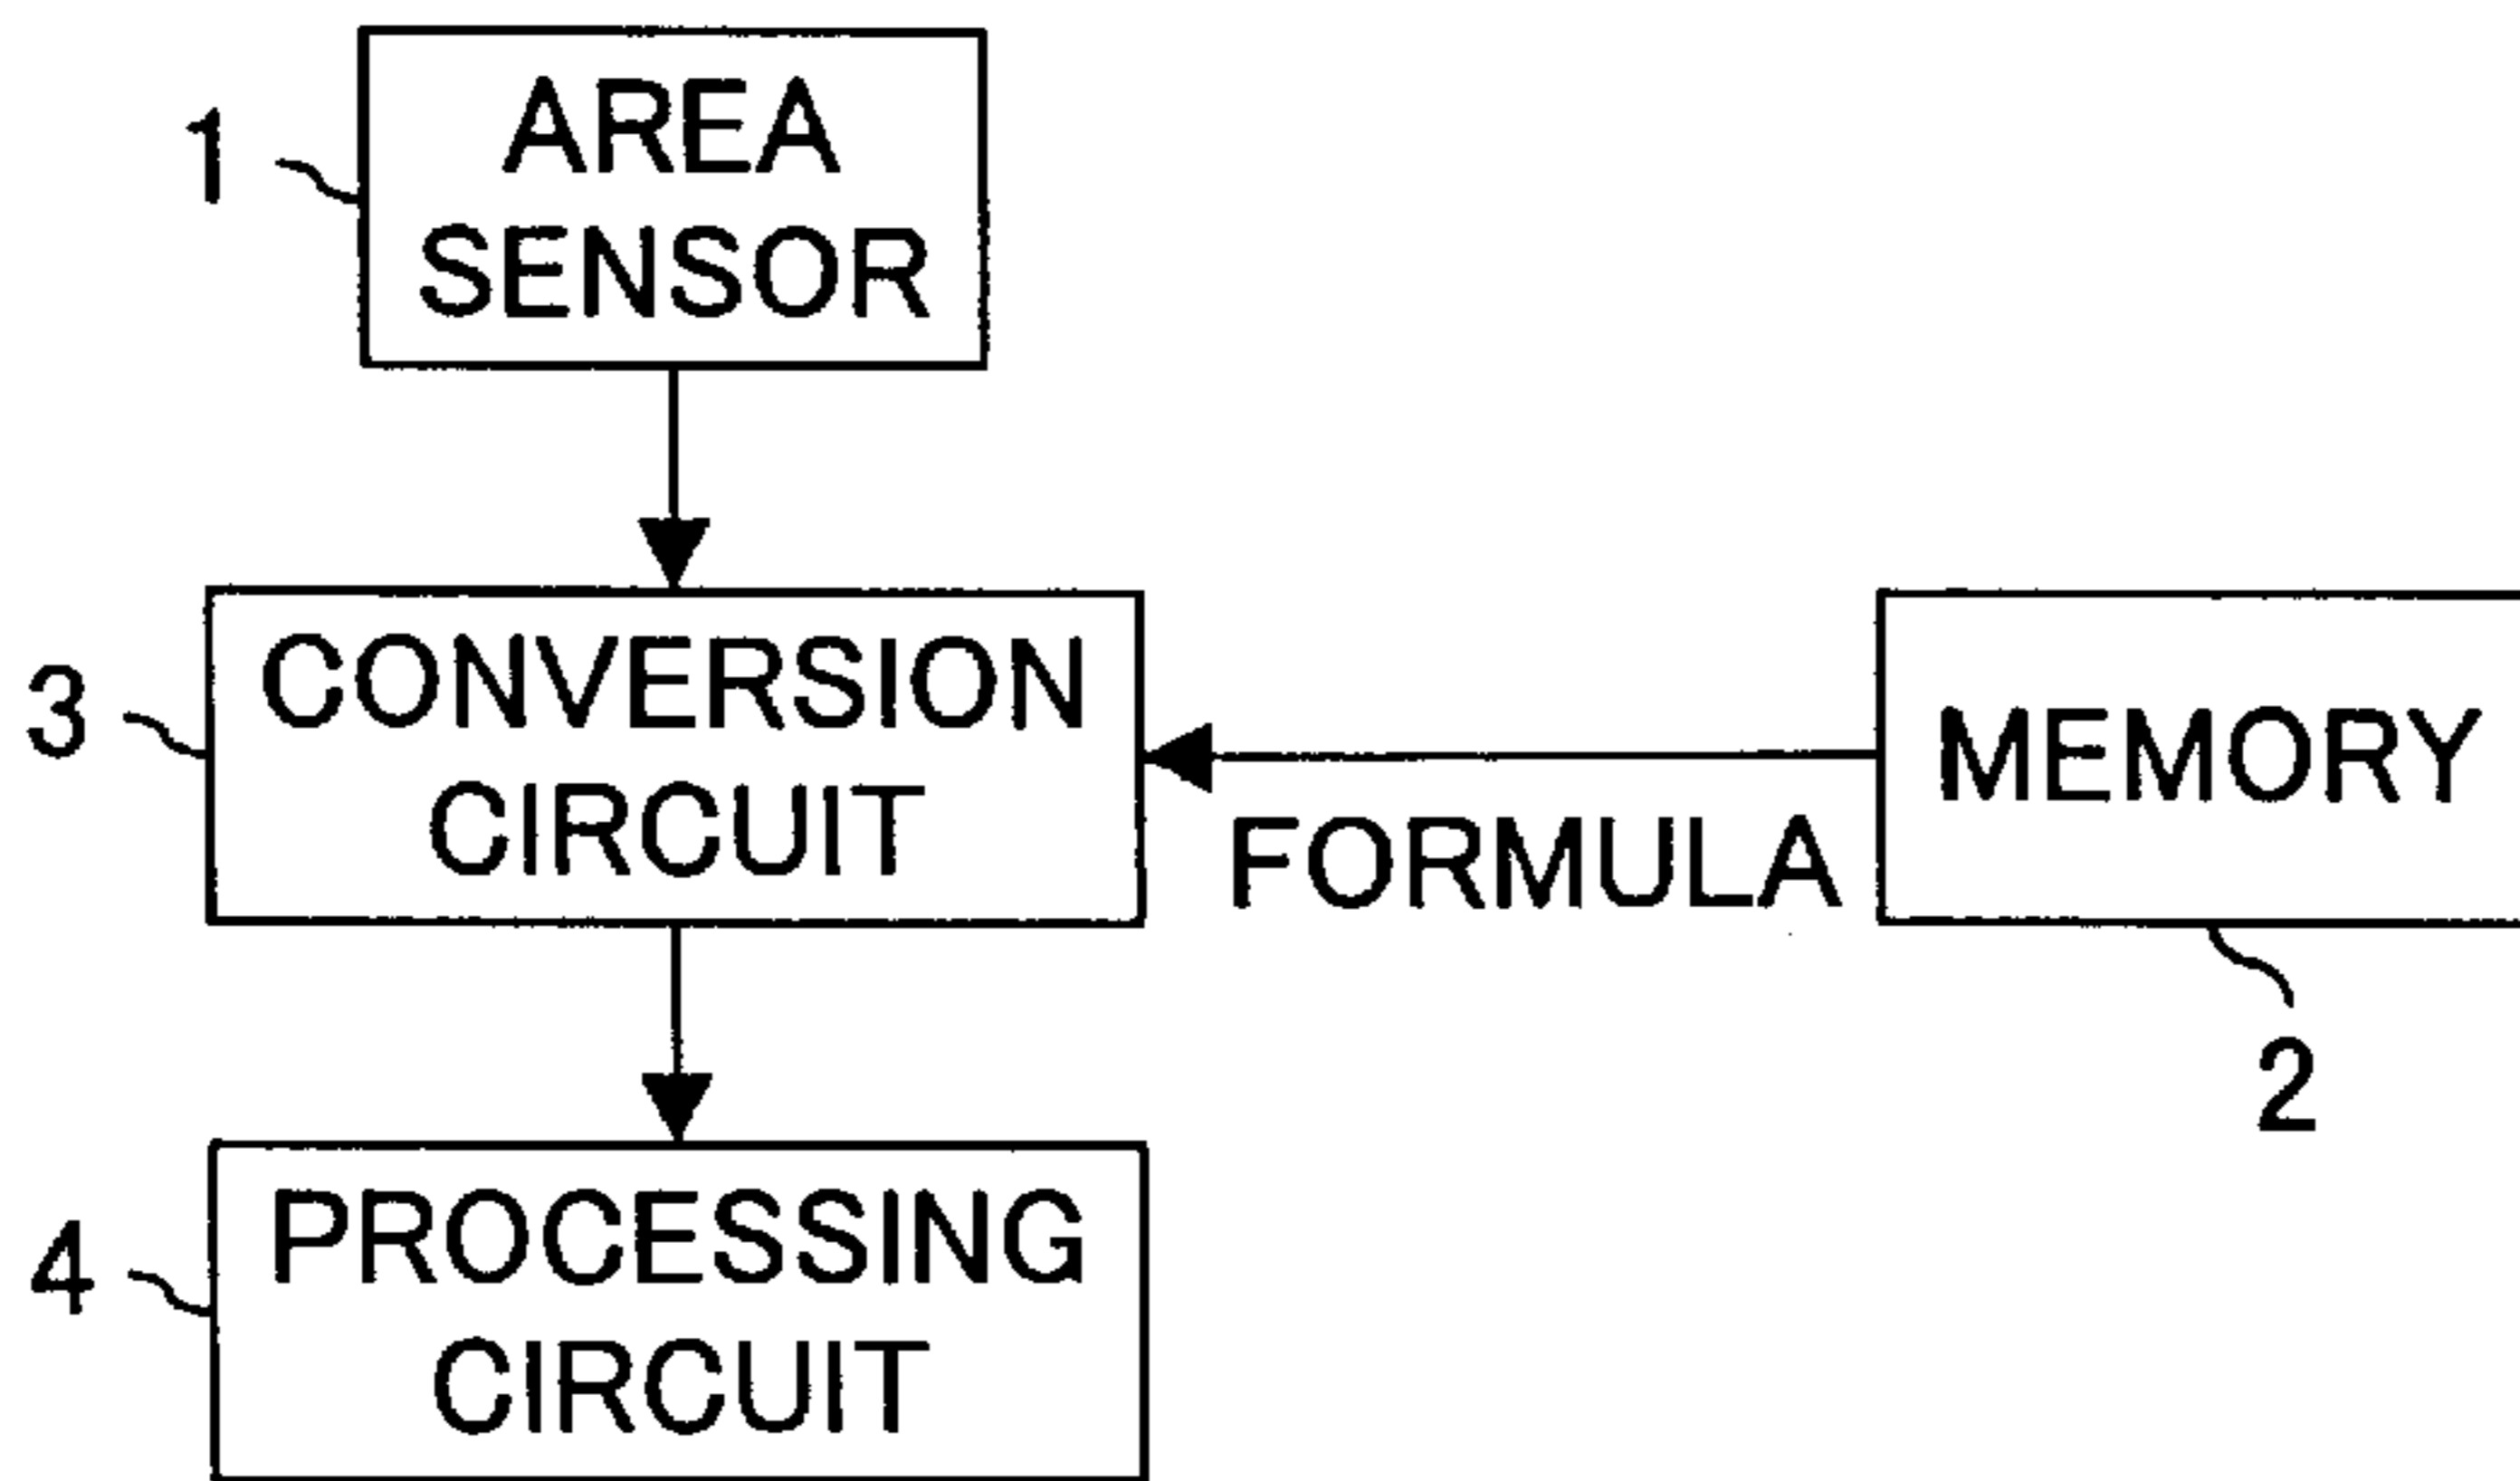 1
AREA
SENSOR
3
CONVERSION
CIRCUIT
FORMULA
MEMORY
2
4
PROCESSING
CIRCUIT